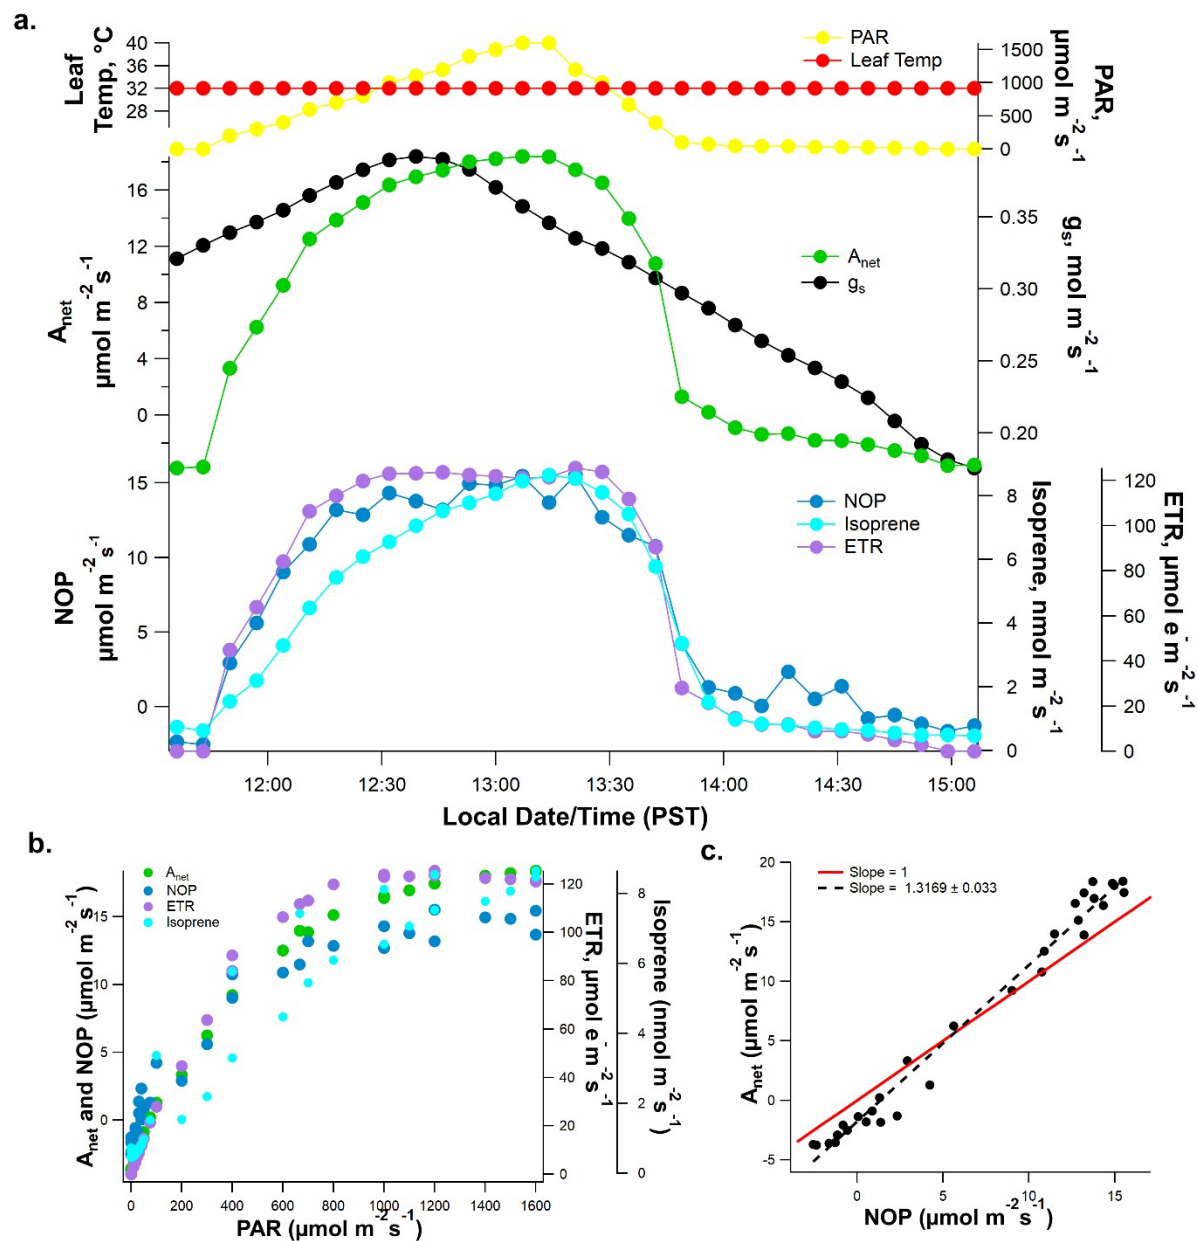 a.
Leaf
Temp, °C
40
36
32
28
PAR
Leaf Temp
1500
1000
500
0
PAR,
µmol m-2 s-1
Anet
µmol m-2 s-1
16
12
8
4
0
Anet
gs
0.35
0.30
0.25
0.20
gs, mol m-2 s-1
NOP
µmol m-2 s-1
15
10
5
0
NOP
Isoprene
ETR
8
6
4
2
0
Isoprene, nmol m-2 s-1
120
100
80
60
40
20
0
ETR, µmol e- m-2 s-1
12:00 12:30 13:00 13:30 14:00 14:30 15:00
Local Date/Time (PST)
b.
Anet and NOP (µmol m-2 s-1)
15
10
5
0
Anet
NOP
ETR
Isoprene
120
100
80
60
40
20
0
ETR, µmol e- m-2 s-1
8
6
4
2
0
Isoprene (nmol m-2 s-1)
0 200 400 600 800 1000 1200 1400 1600
PAR (µmol m-2 s-1)
c.
Anet (µmol m-2 s-1)
20
15
10
5
0
-5
Slope = 1
Slope = 1.3169 ± 0.033
0 5 10 15
NOP (µmol m-2 s-1)